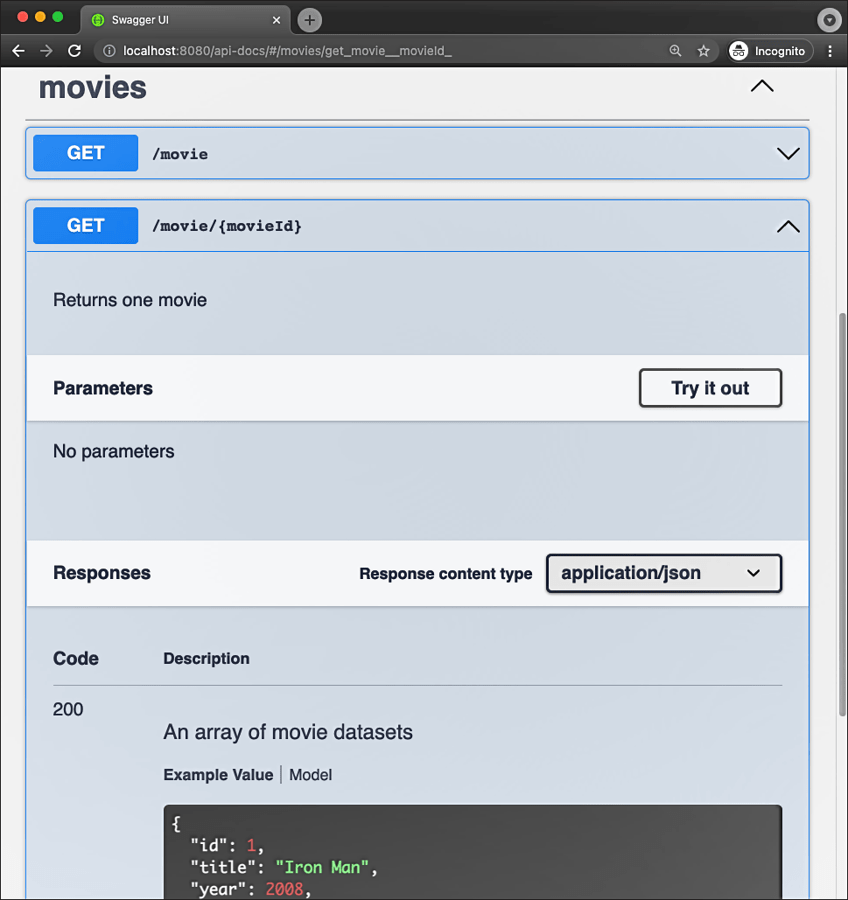 Swagger UI
localhost:8080/api-docs/#/movies/get_movie__movieId_
Incognito
movies
GET /movie
GET /movie/{movieId}
Returns one movie
Parameters Try it out
No parameters
Responses Response content type application/json
Code Description
200
An array of movie datasets
Example Value Model
{
"id": 1,
"title": "Iron Man",
"year": 2008,